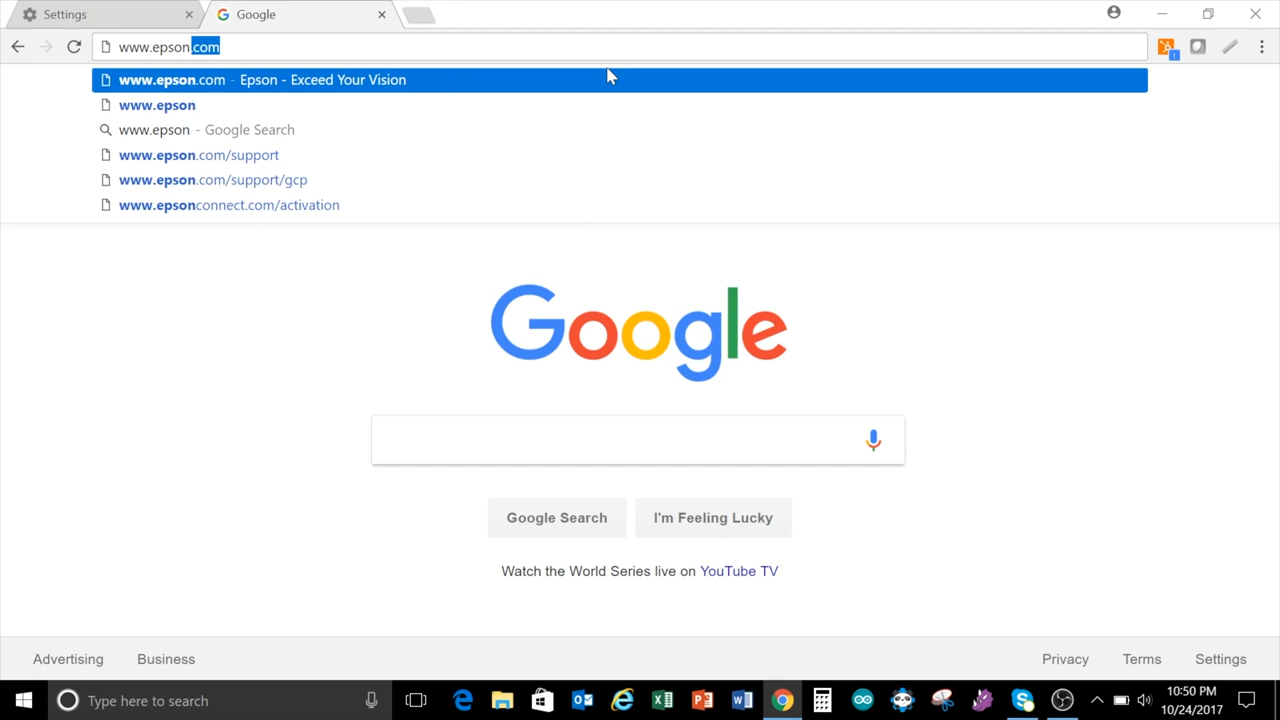 Settings
Google
www.epson.com
www.epson.com - Epson - Exceed Your Vision
www.epson
www.epson - Google Search
www.epson.com/support
www.epson.com/support/gcp
www.epsonconnect.com/activation
Google
Google Search
I'm Feeling Lucky
Watch the World Series live on YouTube TV
Advertising
Business
Privacy
Terms
Settings
Type here to search
10:50 PM
10/24/2017